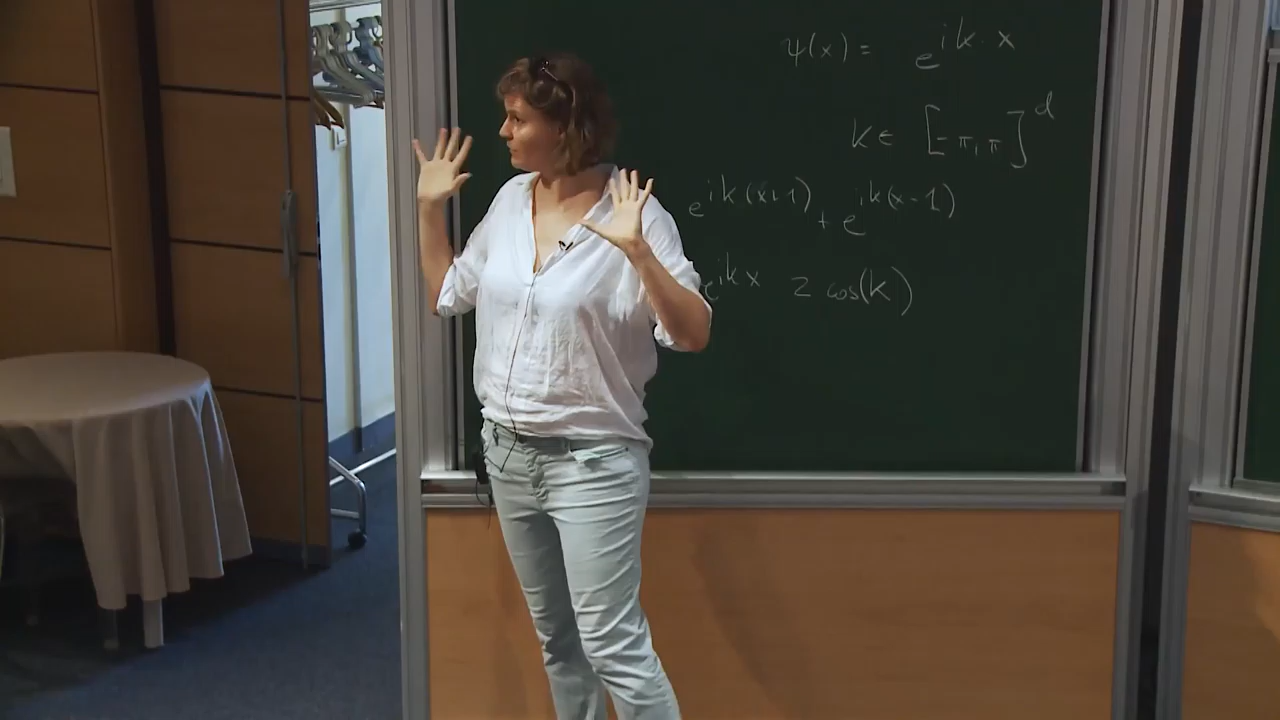 ψ(x) = e^{ik·x}
k ∈ [-π, π]^d
e^{ik(x+1)} + e^{ik(x-1)}
e^{ikx} 2 cos(k)